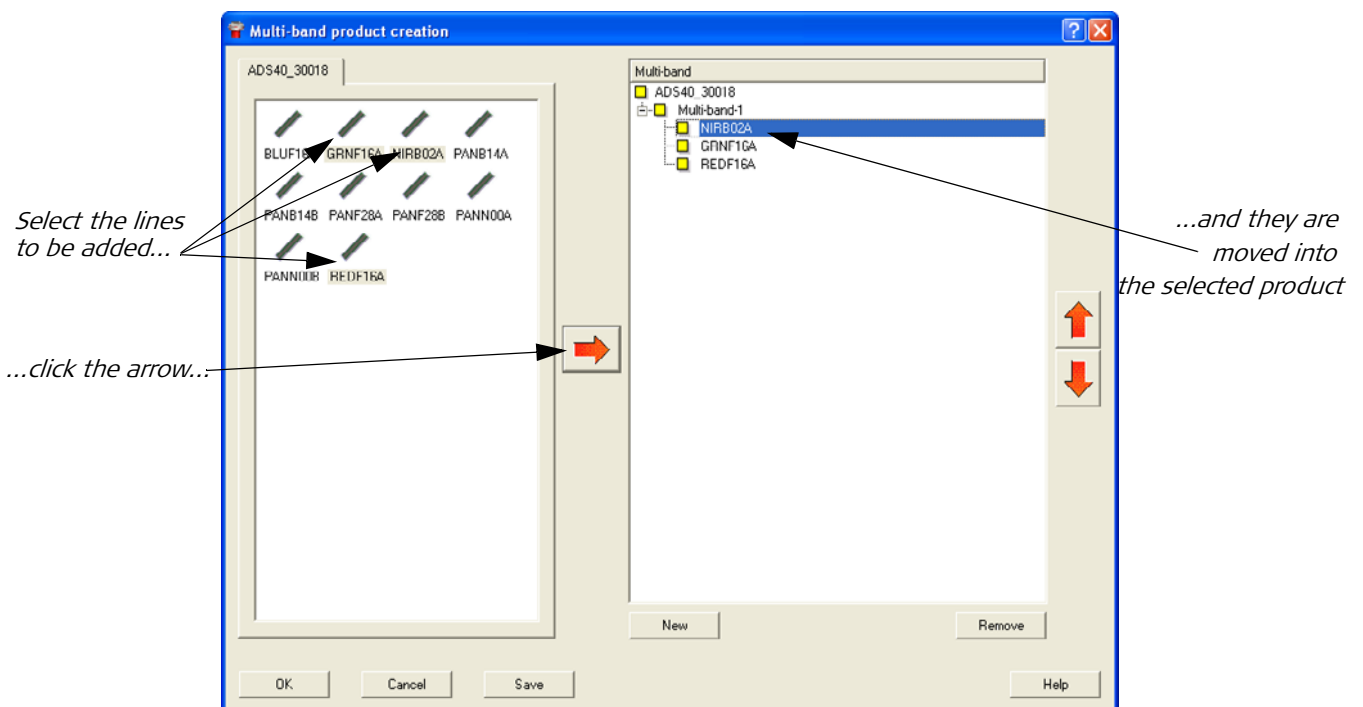 Multi-band product creation
ADS40_30018
BLUF16 GRNF16A NIRB02A PANB14A
PANB14B PANF28A PANF28B PANN00A
PANN00B REDF16A
Select the lines
to be added...
...click the arrow...
Multi-band
ADS40_30018
Multi-band-1
NIRB02A
GRNF16A
REDF16A
...and they are
moved into
the selected product
New Remove
OK Cancel Save Help